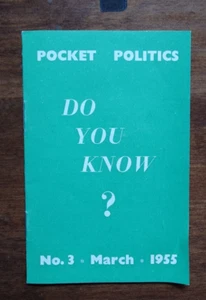 POCKET POLITICS
DO
YOU
KNOW
?
No. 3 • March • 1955